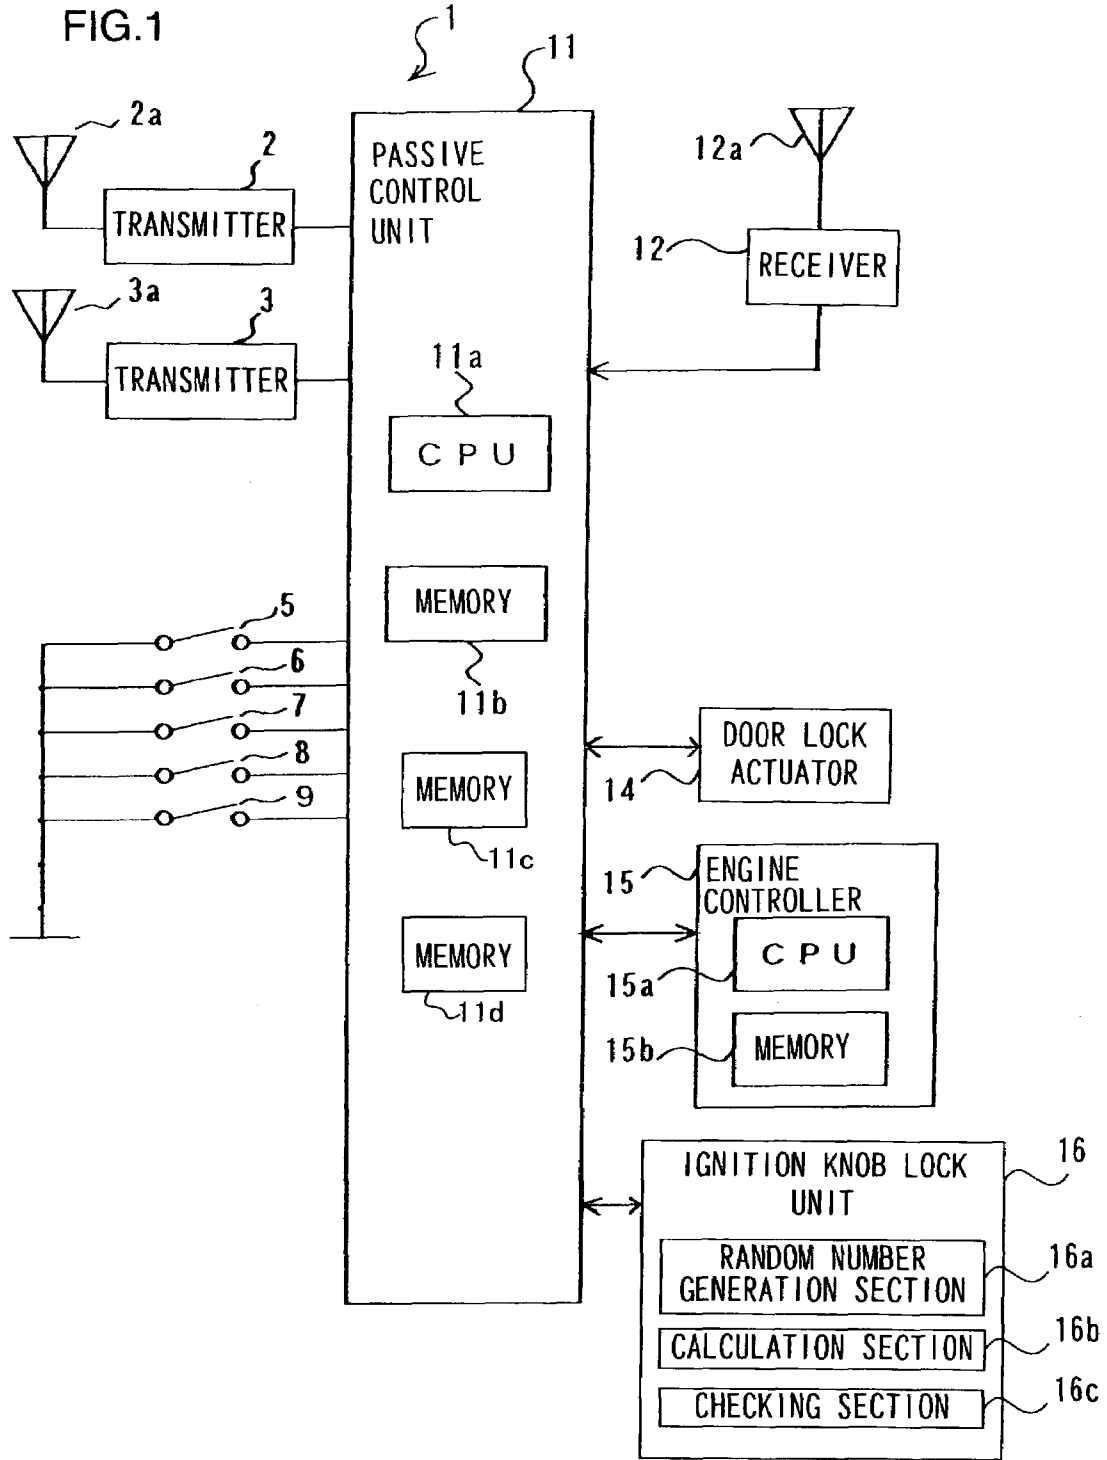 FIG.1
1
11
2a
2
TRANSMITTER
3a
3
TRANSMITTER
PASSIVE
CONTROL
UNIT
12a
12
RECEIVER
11a
CPU
MEMORY
11b
5
6
7
8
9
MEMORY
11c
MEMORY
11d
DOOR LOCK
ACTUATOR
14
15
ENGINE
CONTROLLER
CPU
15a
MEMORY
15b
16
IGNITION KNOB LOCK
UNIT
RANDOM NUMBER
GENERATION SECTION
16a
CALCULATION SECTION
16b
CHECKING SECTION
16c